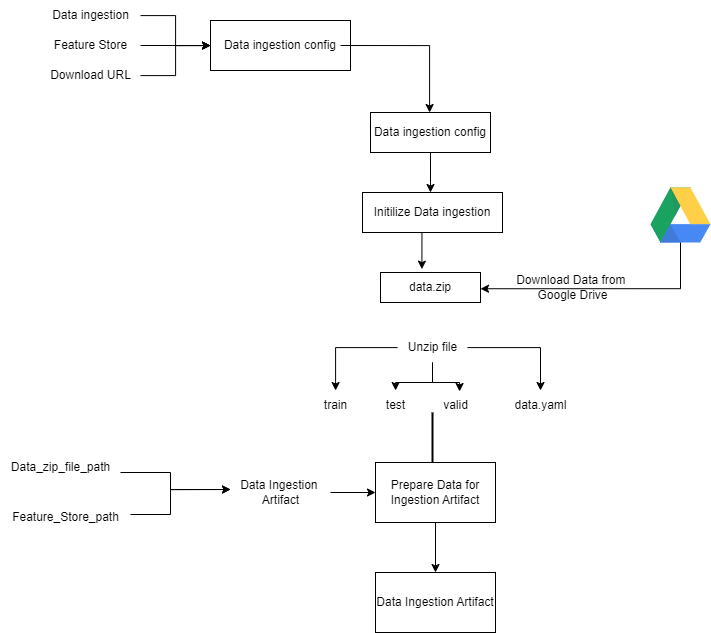 Data ingestion
Feature Store
Download URL
Data ingestion config
Data ingestion config
Initilize Data ingestion
data.zip
Download Data from
Google Drive
Unzip file
train
test
valid
data.yaml
Data_zip_file_path
Feature_Store_path
Data Ingestion
Artifact
Prepare Data for
Ingestion Artifact
Data Ingestion Artifact